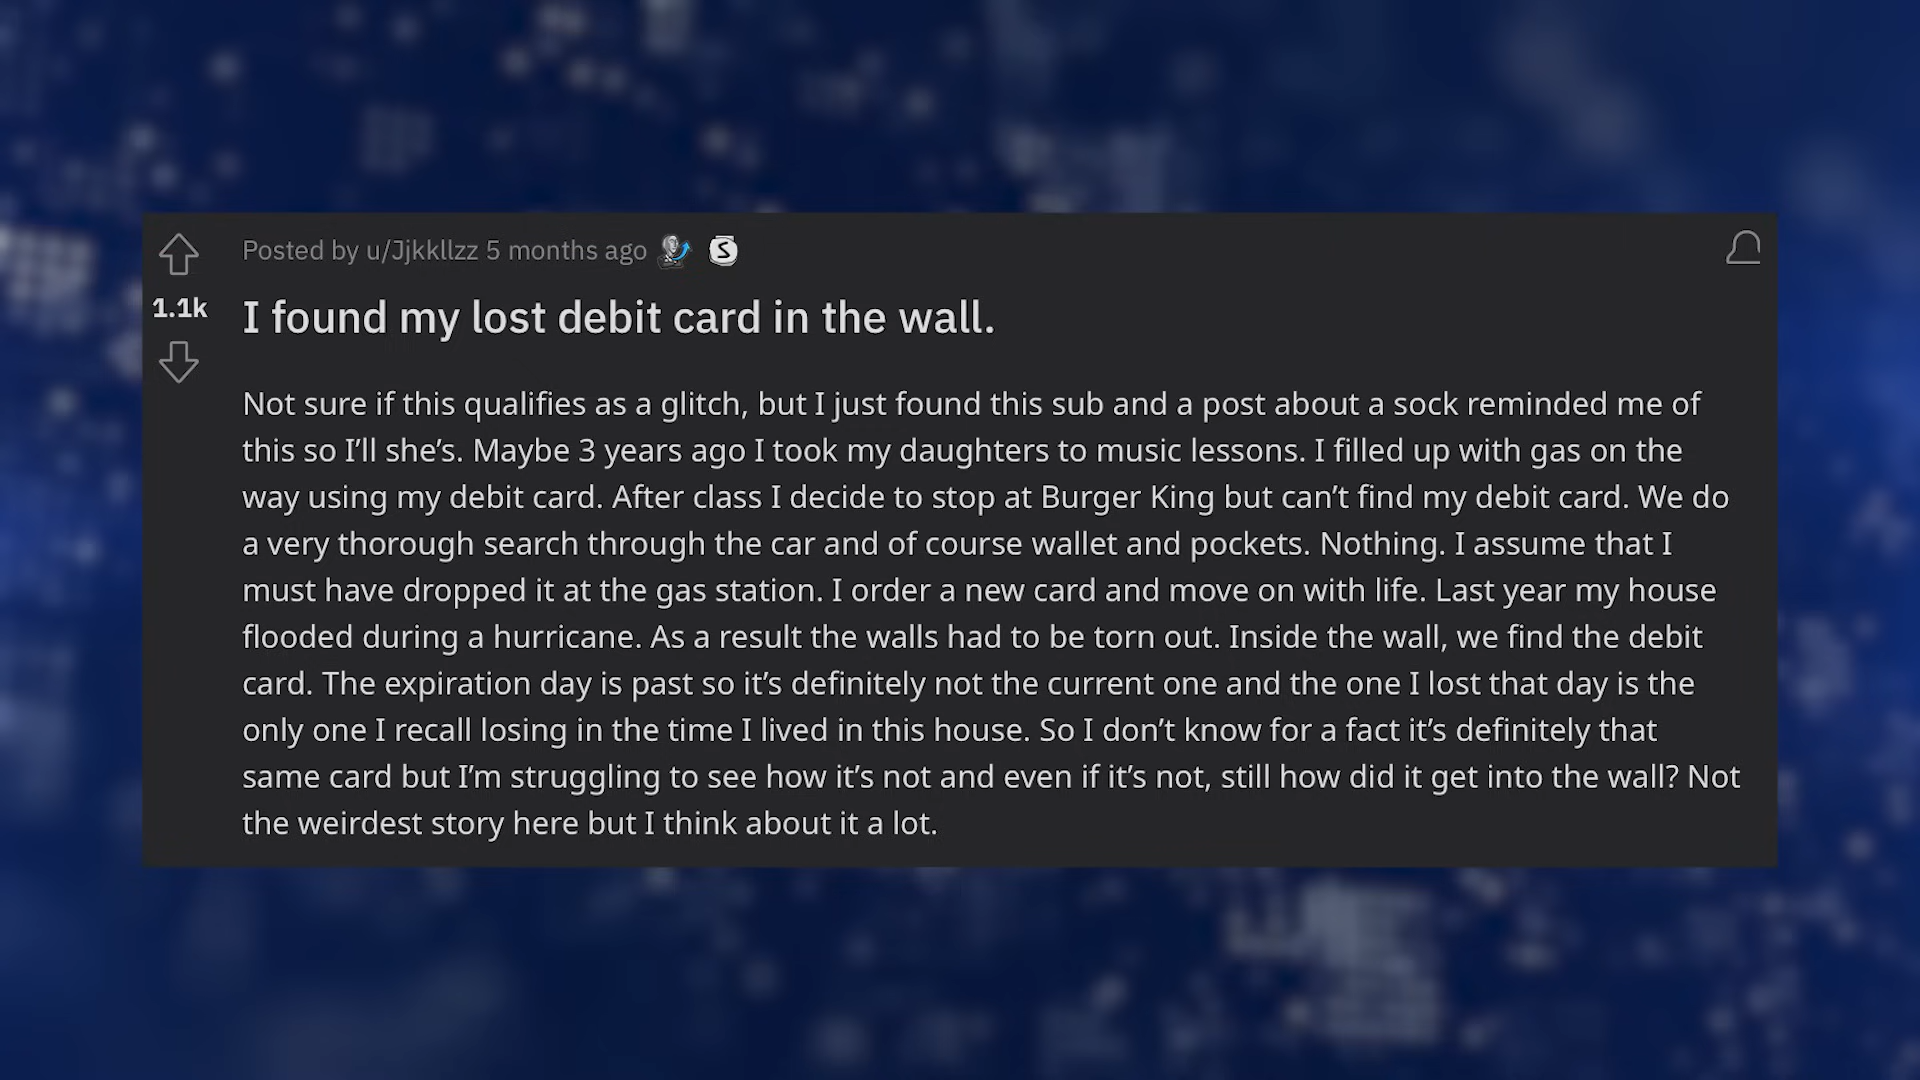 Posted by u/Jjkkllzz 5 months ago
1.1k
I found my lost debit card in the wall.
Not sure if this qualifies as a glitch, but I just found this sub and a post about a sock reminded me of
this so I’ll she’s. Maybe 3 years ago I took my daughters to music lessons. I filled up with gas on the
way using my debit card. After class I decide to stop at Burger King but can’t find my debit card. We do
a very thorough search through the car and of course wallet and pockets. Nothing. I assume that I
must have dropped it at the gas station. I order a new card and move on with life. Last year my house
flooded during a hurricane. As a result the walls had to be torn out. Inside the wall, we find the debit
card. The expiration day is past so it’s definitely not the current one and the one I lost that day is the
only one I recall losing in the time I lived in this house. So I don’t know for a fact it’s definitely that
same card but I’m struggling to see how it’s not and even if it’s not, still how did it get into the wall? Not
the weirdest story here but I think about it a lot.